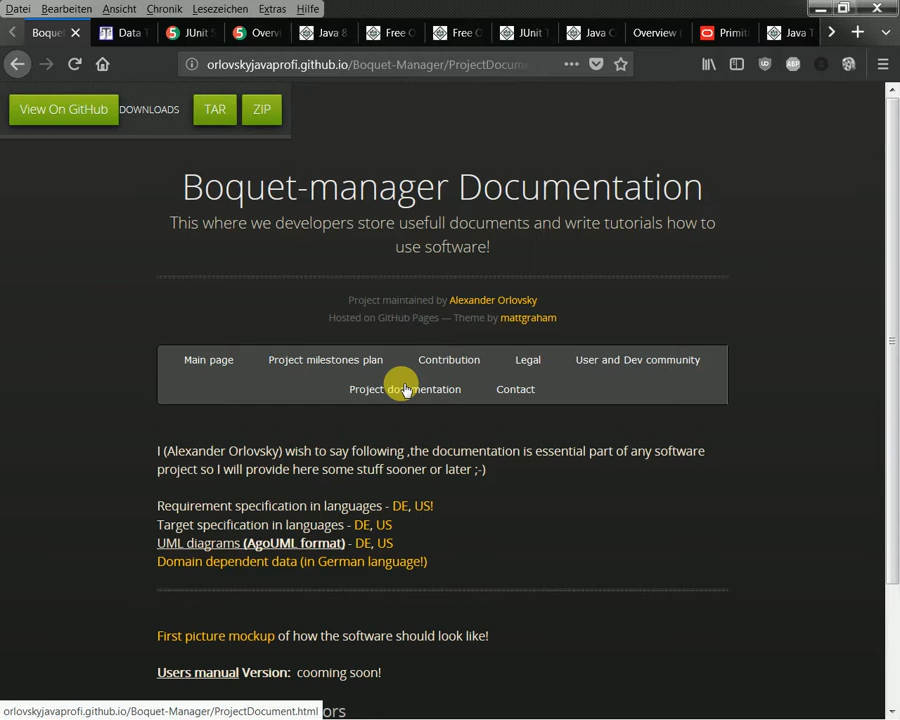 Datei Bearbeiten Ansicht Chronik Lesezeichen Extras Hilfe
Boquet Data T JUnit 5 Overvi Java 8 Free O Free O JUnit T Java C Overview ( Primit Java T
orlovskyjavaprofi.github.io/Boquet-Manager/ProjectDocum
View On GitHub DOWNLOADS TAR ZIP
Boquet-manager Documentation
This where we developers store usefull documents and write tutorials how to
use software!
Project maintained by Alexander Orlovsky
Hosted on GitHub Pages — Theme by mattgraham
Main page Project milestones plan Contribution Legal User and Dev community
Project documentation Contact
I (Alexander Orlovsky) wish to say following ,the documentation is essential part of any software
project so I will provide here some stuff sooner or later ;-)
Requirement specification in languages - DE, US!
Target specification in languages - DE, US
UML diagrams (AgoUML format) - DE, US
Domain dependent data (in German language!)
First picture mockup of how the software should look like!
Users manual Version: cooming soon!
orlovskyjavaprofi.github.io/Boquet-Manager/ProjectDocument.html ors